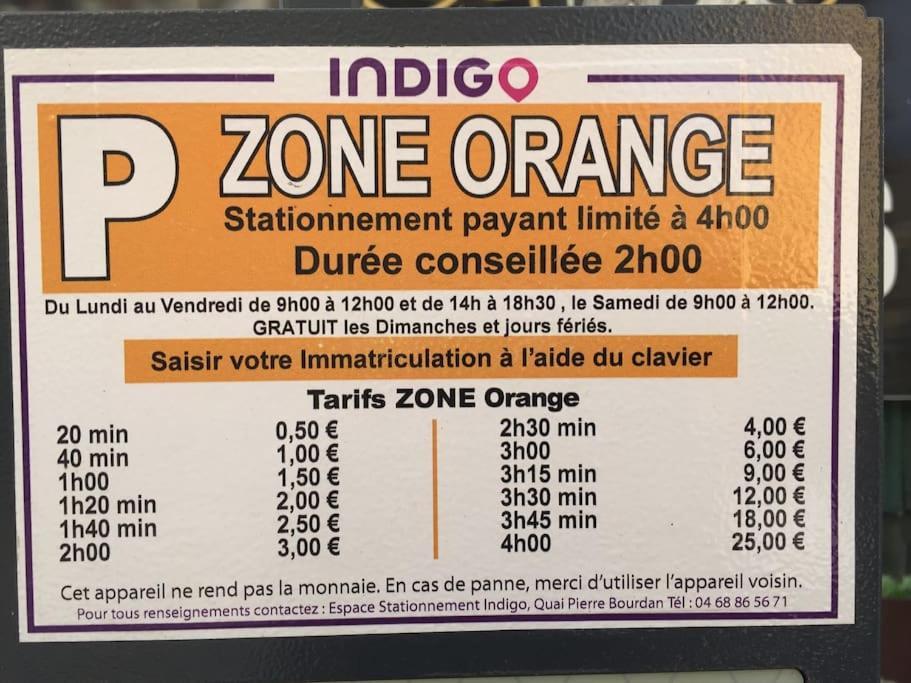 INDIGO
P ZONE ORANGE
Stationnement payant limité à 4h00
Durée conseillée 2h00
Du Lundi au Vendredi de 9h00 à 12h00 et de 14h à 18h30 , le Samedi de 9h00 à 12h00.
GRATUIT les Dimanches et jours fériés.
Saisir votre Immatriculation à l'aide du clavier
Tarifs ZONE Orange
20 min 0,50 €
40 min 1,00 €
1h00 1,50 €
1h20 min 2,00 €
1h40 min 2,50 €
2h00 3,00 €
2h30 min 4,00 €
3h00 6,00 €
3h15 min 9,00 €
3h30 min 12,00 €
3h45 min 18,00 €
4h00 25,00 €
Cet appareil ne rend pas la monnaie. En cas de panne, merci d'utiliser l'appareil voisin.
Pour tous renseignements contactez : Espace Stationnement Indigo, Quai Pierre Bourdan Tél : 04 68 86 56 71